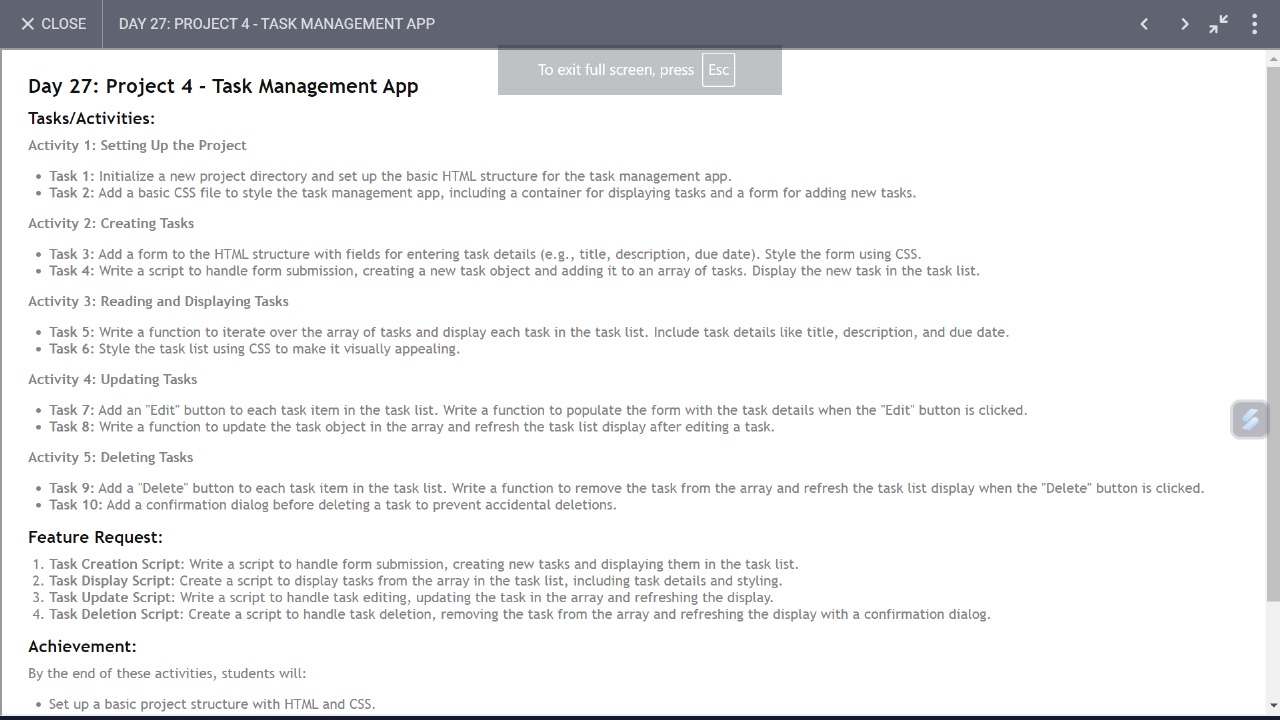 CLOSE
DAY 27: PROJECT 4 - TASK MANAGEMENT APP
To exit full screen, press Esc
Day 27: Project 4 - Task Management App
Tasks/Activities:
Activity 1: Setting Up the Project
• Task 1: Initialize a new project directory and set up the basic HTML structure for the task management app.
• Task 2: Add a basic CSS file to style the task management app, including a container for displaying tasks and a form for adding new tasks.
Activity 2: Creating Tasks
• Task 3: Add a form to the HTML structure with fields for entering task details (e.g., title, description, due date). Style the form using CSS.
• Task 4: Write a script to handle form submission, creating a new task object and adding it to an array of tasks. Display the new task in the task list.
Activity 3: Reading and Displaying Tasks
• Task 5: Write a function to iterate over the array of tasks and display each task in the task list. Include task details like title, description, and due date.
• Task 6: Style the task list using CSS to make it visually appealing.
Activity 4: Updating Tasks
• Task 7: Add an "Edit" button to each task item in the task list. Write a function to populate the form with the task details when the "Edit" button is clicked.
• Task 8: Write a function to update the task object in the array and refresh the task list display after editing a task.
Activity 5: Deleting Tasks
• Task 9: Add a "Delete" button to each task item in the task list. Write a function to remove the task from the array and refresh the task list display when the "Delete" button is clicked.
• Task 10: Add a confirmation dialog before deleting a task to prevent accidental deletions.
Feature Request:
1. Task Creation Script: Write a script to handle form submission, creating new tasks and displaying them in the task list.
2. Task Display Script: Create a script to display tasks from the array in the task list, including task details and styling.
3. Task Update Script: Write a script to handle task editing, updating the task in the array and refreshing the display.
4. Task Deletion Script: Create a script to handle task deletion, removing the task from the array and refreshing the display with a confirmation dialog.
Achievement:
By the end of these activities, students will:
• Set up a basic project structure with HTML and CSS.